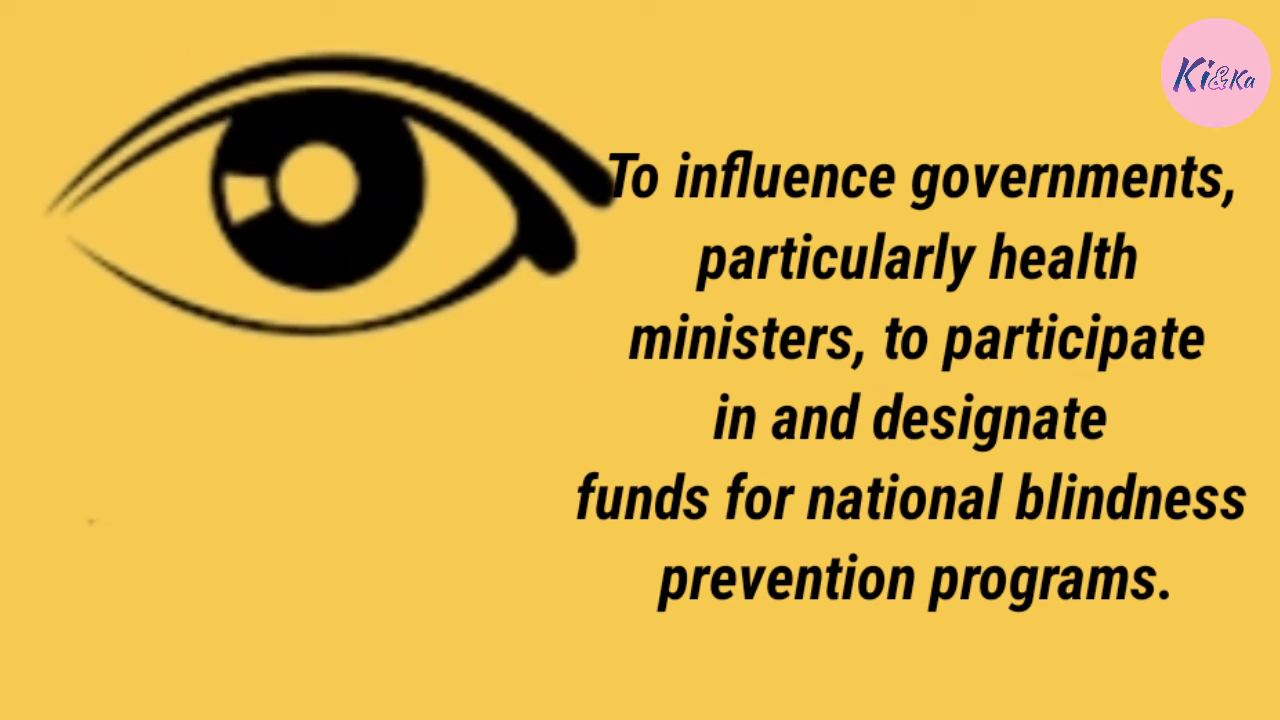 Ki&Ka
To influence governments,
particularly health
ministers, to participate
in and designate
funds for national blindness
prevention programs.